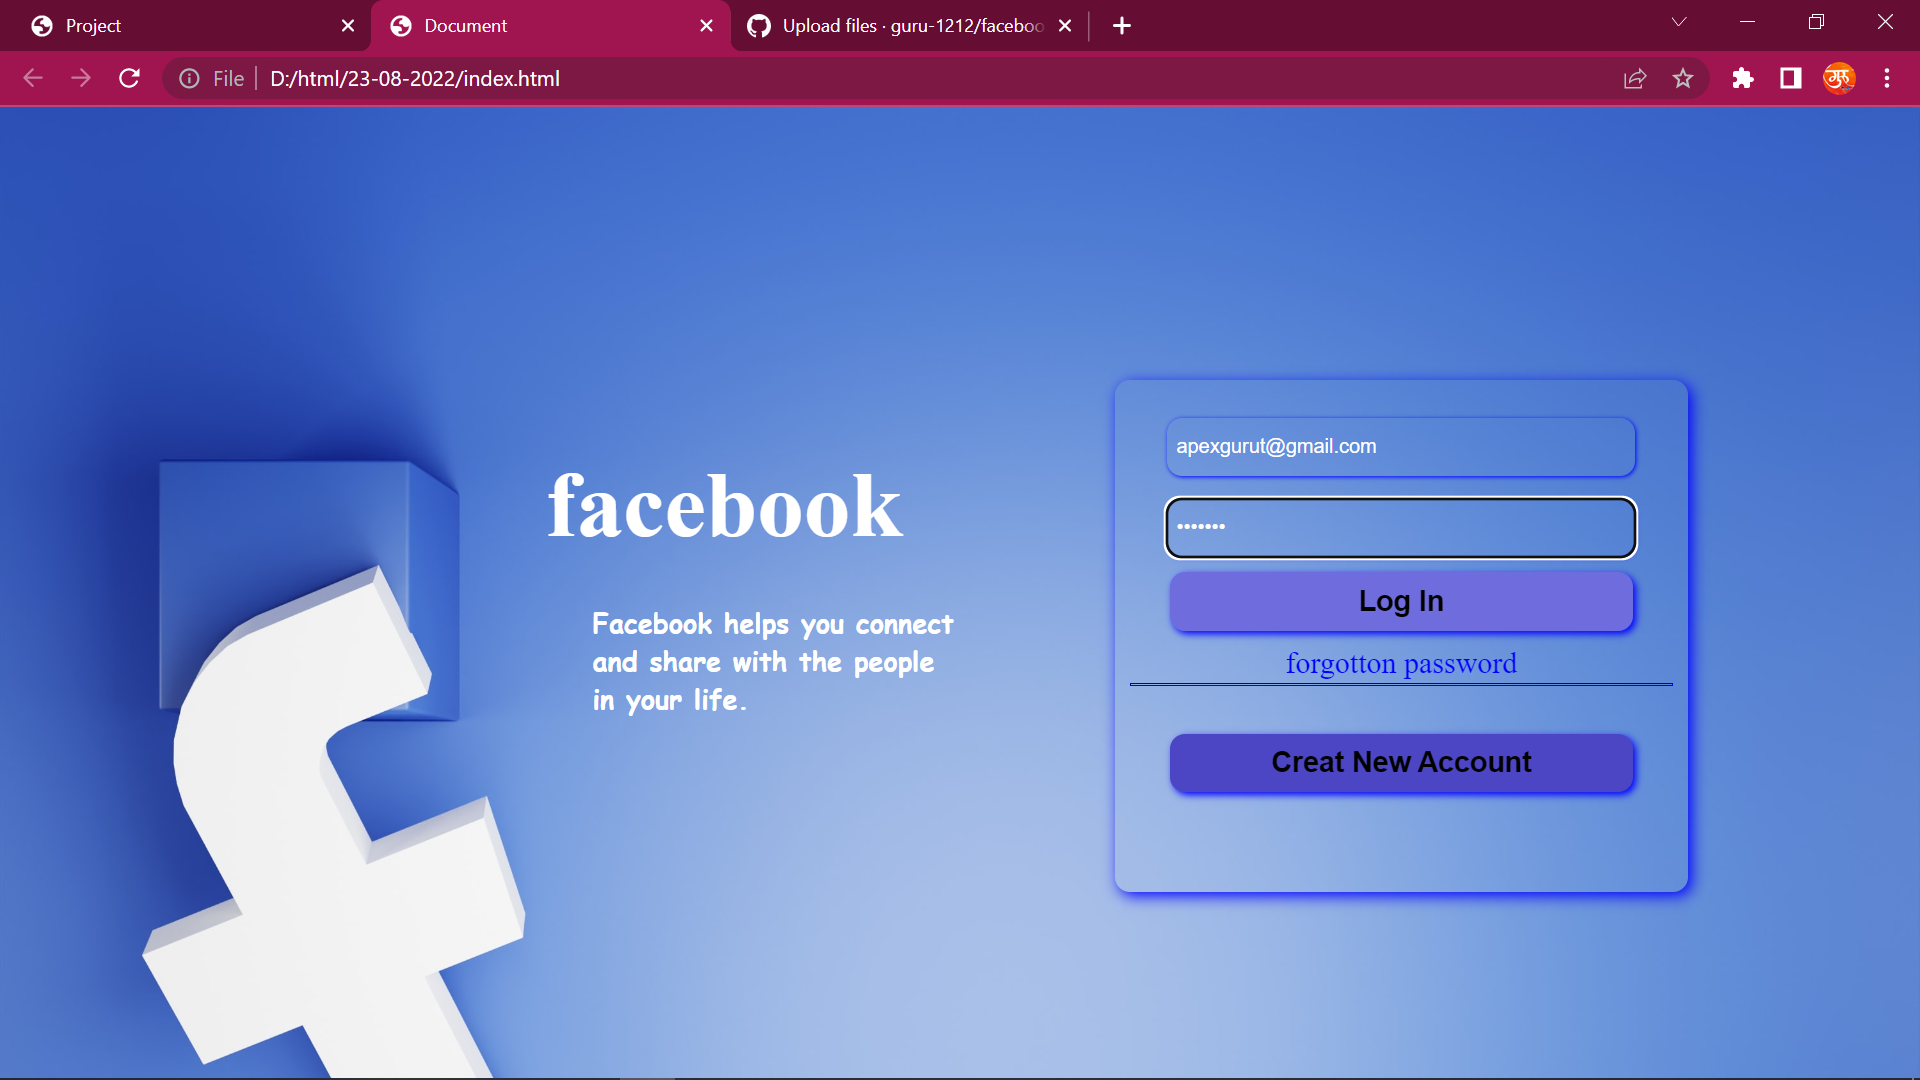 Project
Document
Upload files · guru-1212/faceboo
File
D:/html/23-08-2022/index.html
गुरू
apexgurut@gmail.com
facebook
•••••••
Log In
Facebook helps you connect
and share with the people
in your life.
forgotton password
Creat New Account